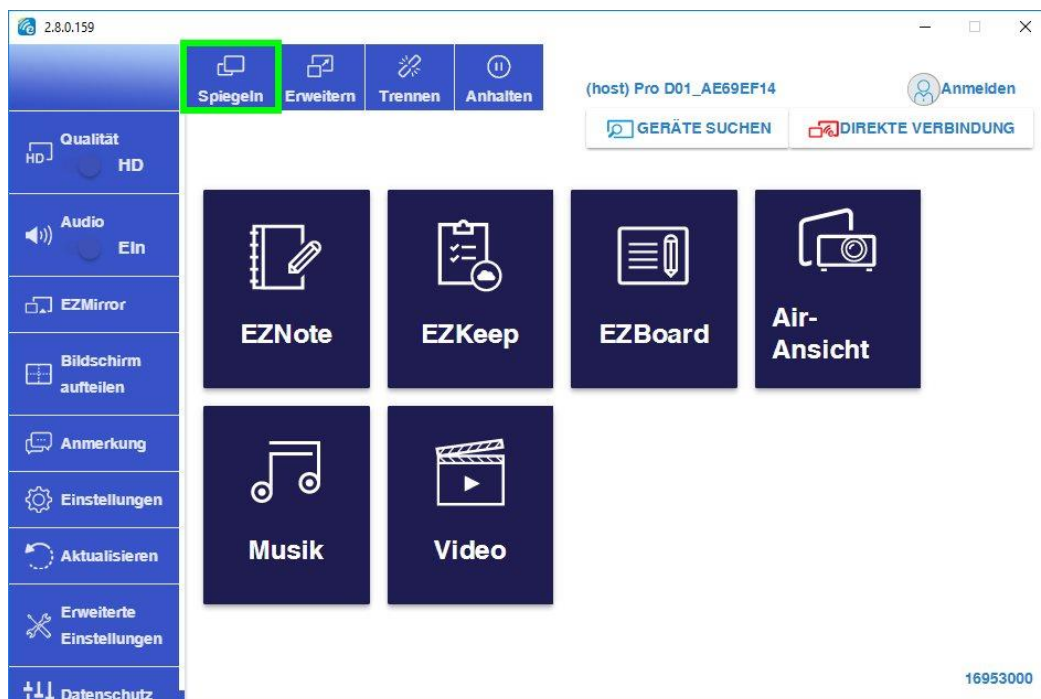 2.8.0.159
Spiegeln
Erweitern
Trennen
Anhalten
(host) Pro D01_AE69EF14
Anmelden
GERÄTE SUCHEN
DIREKTE VERBINDUNG
Qualität
HD
HD
Audio
EIn
EZMirror
Bildschirm
aufteilen
Anmerkung
Einstellungen
Aktualisieren
Erweiterte
Einstellungen
Datenschutz
EZNote
EZKeep
EZBoard
Air-
Ansicht
Musik
Video
16953000